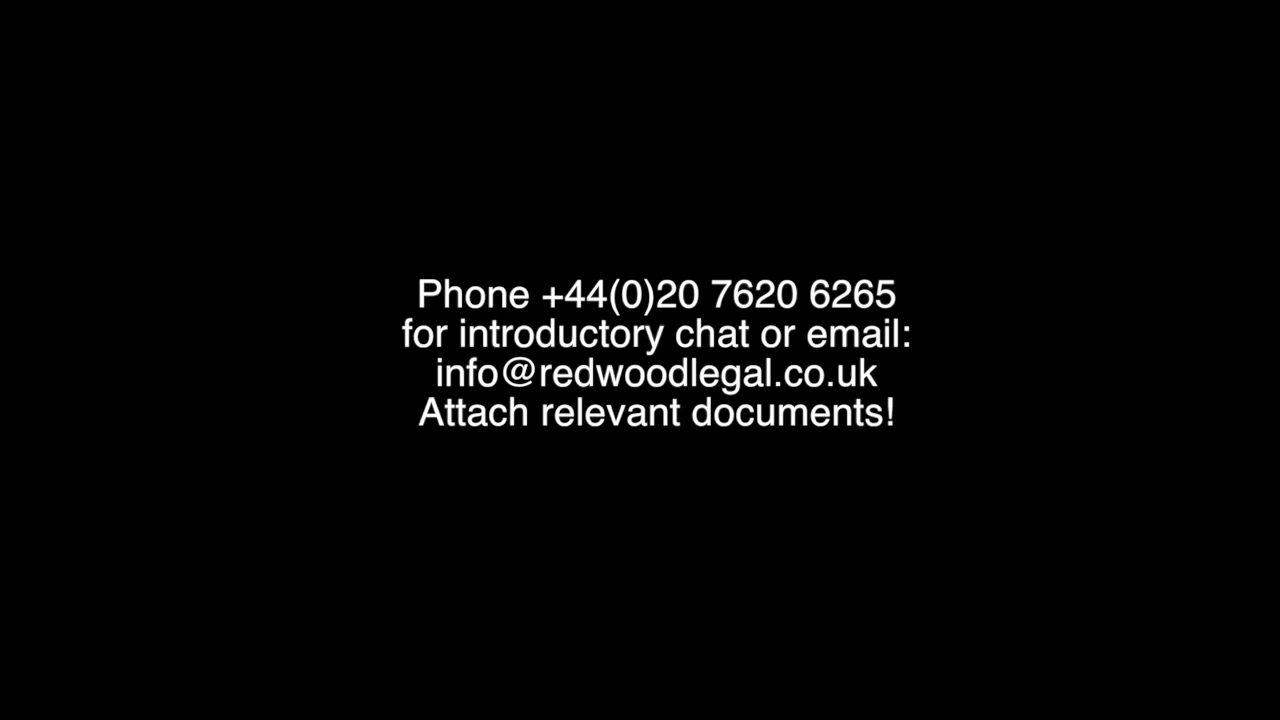 Phone +44(0)20 7620 6265
for introductory chat or email:
info@redwoodlegal.co.uk
Attach relevant documents!